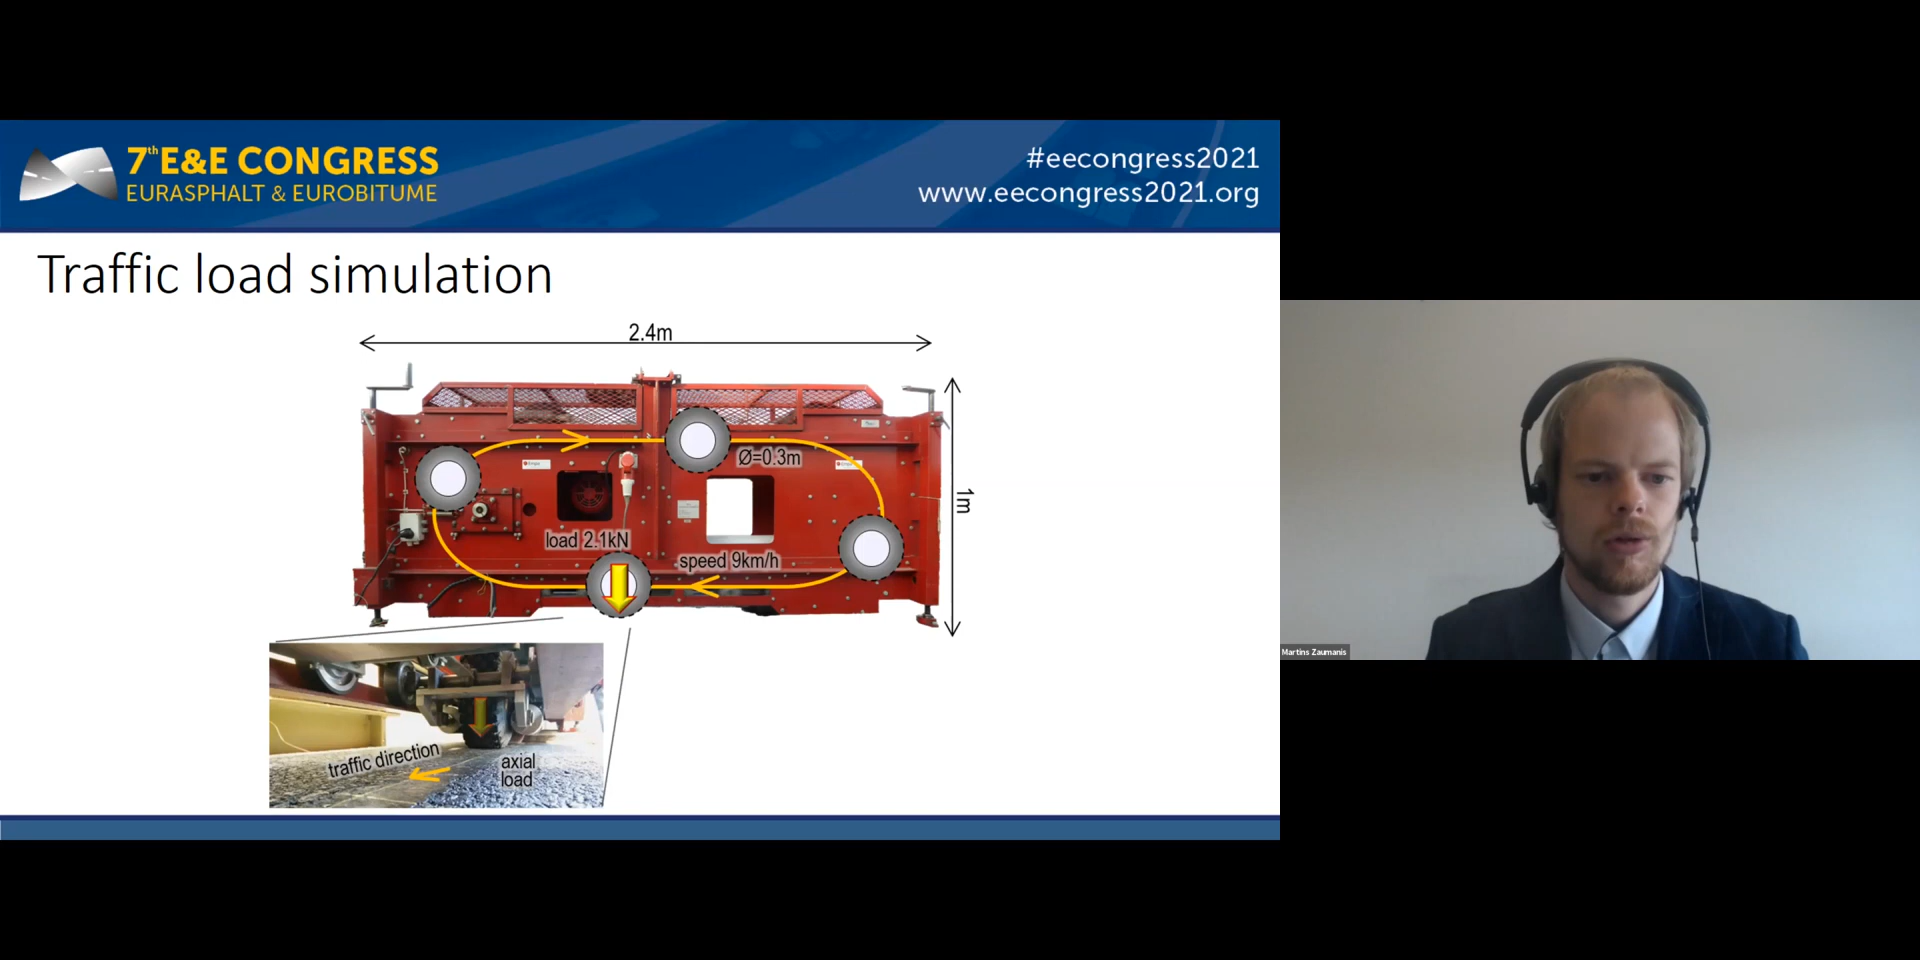 7th E&E CONGRESS
EURASPHALT & EUROBITUME
#eecongress2021
www.eecongress2021.org
Traffic load simulation
2.4m
1m
Ø=0.3m
load 2.1kN
speed 9km/h
traffic direction
axial
load
Martins Zaumanis